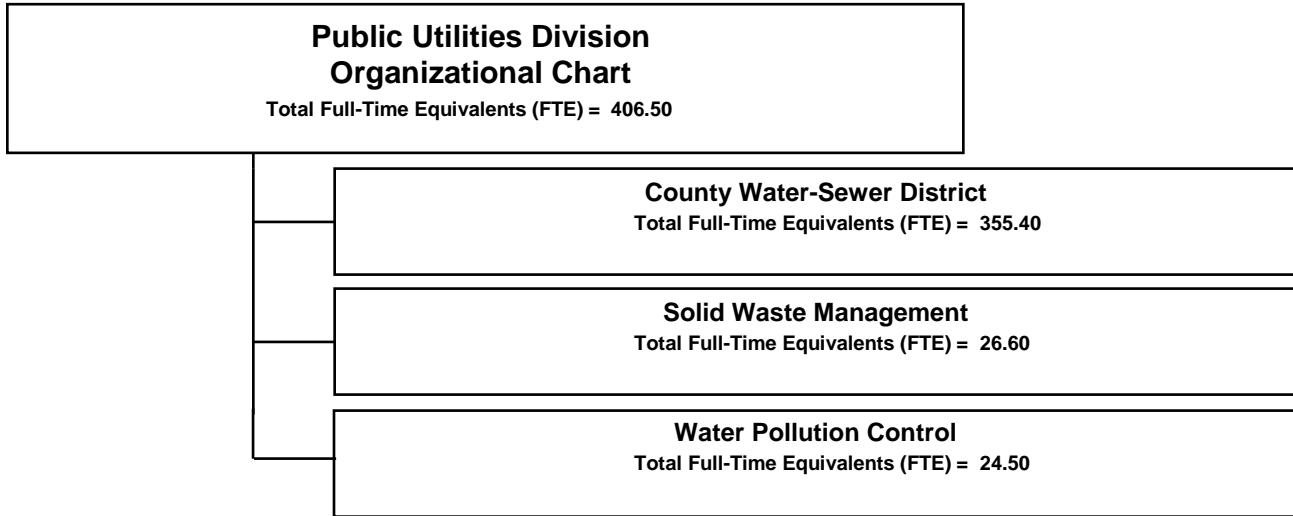 Public Utilities Division
Organizational Chart
Total Full-Time Equivalents (FTE) = 406.50
County Water-Sewer District
Total Full-Time Equivalents (FTE) = 355.40
Solid Waste Management
Total Full-Time Equivalents (FTE) = 26.60
Water Pollution Control
Total Full-Time Equivalents (FTE) = 24.50